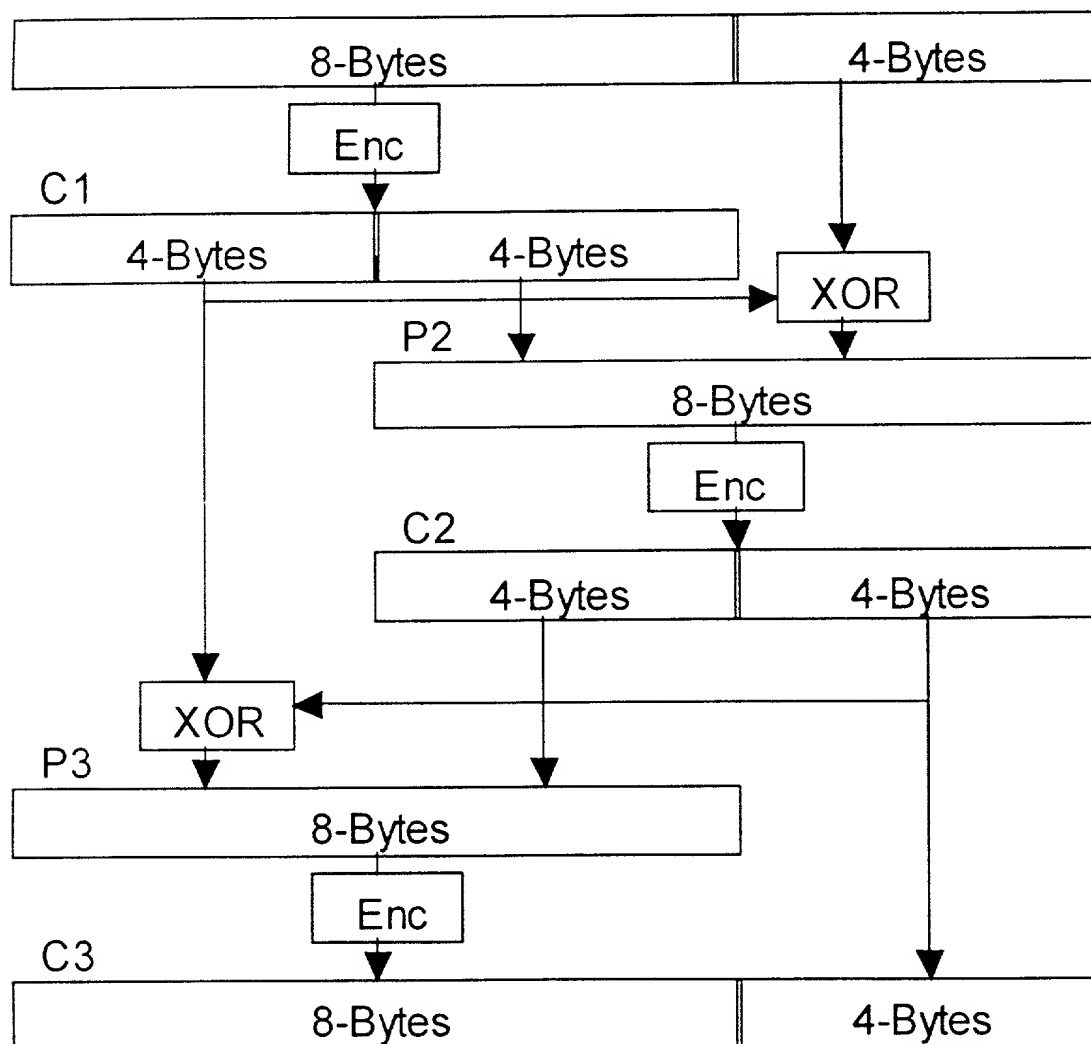 8-Bytes 4-Bytes
Enc
C1
4-Bytes 4-Bytes
XOR
P2
8-Bytes
Enc
C2
4-Bytes 4-Bytes
XOR
P3
8-Bytes
Enc
C3
8-Bytes 4-Bytes